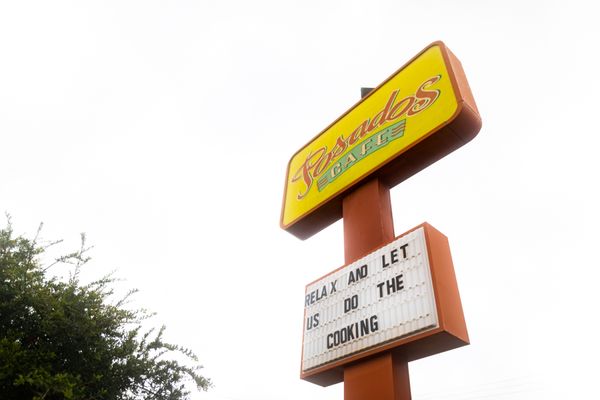 Posados
CAFE
RELAX AND LET
US DO THE
COOKING